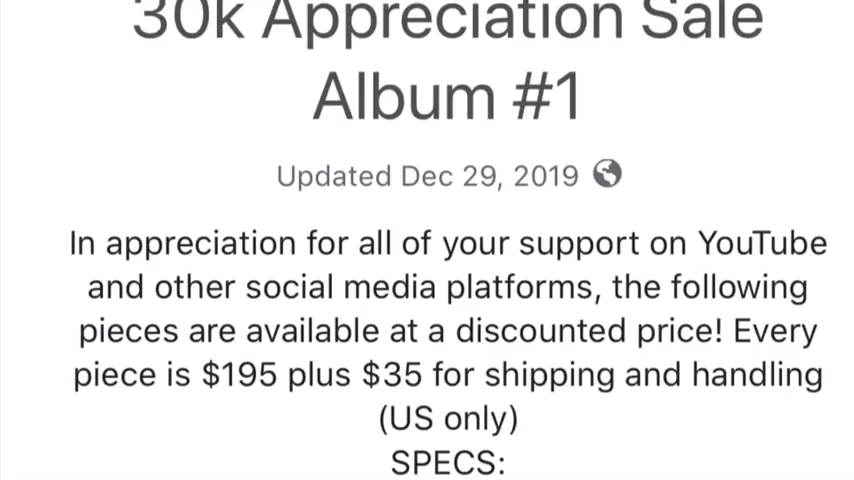 30k Appreciation Sale
Album #1
Updated Dec 29, 2019
In appreciation for all of your support on YouTube
and other social media platforms, the following
pieces are available at a discounted price! Every
piece is $195 plus $35 for shipping and handling
(US only)
SPECS: